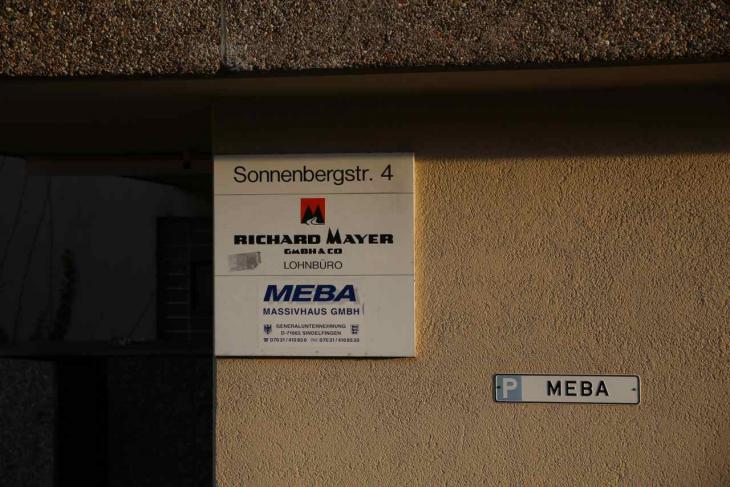 Sonnenbergstr. 4
RICHARD MAYER
GMBH & CO
LOHNBÜRO
MEBA
MASSIVHAUS GMBH
GENERALUNTERNEHMUNG
D-71065 SINDELFINGEN
P MEBA